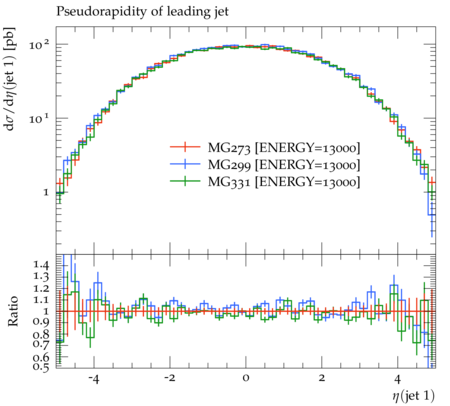 Pseudorapidity of leading jet
dσ/dη(jet 1) [pb]
10²
10¹
1
MG273 [ENERGY=13000]
MG299 [ENERGY=13000]
MG331 [ENERGY=13000]
Ratio
1.4
1.3
1.2
1.1
1
0.9
0.8
0.7
0.6
0.5
-4 -2 0 2 4
η(jet 1)